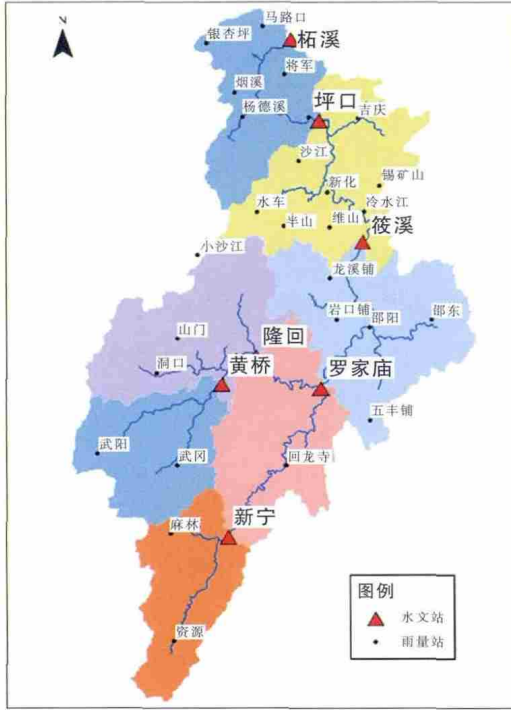 N
马路口
银杏坪
柘溪
将军
烟溪
杨德溪
坪口
吉庆
沙江
锡矿山
新化
水车
冷水江
半山
维山
筱溪
小沙江
龙溪铺
岩口铺
邵阳
邵东
山门
隆回
洞口
黄桥
罗家庙
五丰铺
武阳
武冈
回龙寺
麻林
新宁
资源
图例
水文站
雨量站